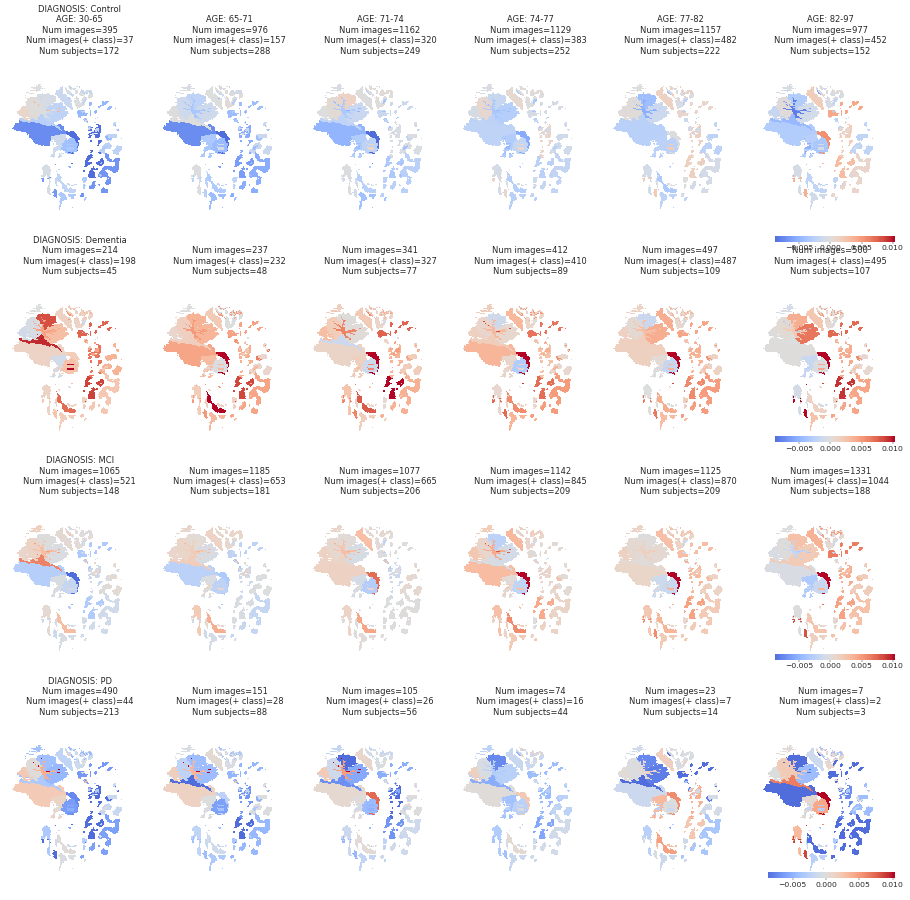 DIAGNOSIS: Control
AGE: 30-65
Num images=395
Num images(+ class)=37
Num subjects=172
AGE: 65-71
Num images=976
Num images(+ class)=157
Num subjects=288
AGE: 71-74
Num images=1162
Num images(+ class)=320
Num subjects=249
AGE: 74-77
Num images=1129
Num images(+ class)=383
Num subjects=252
AGE: 77-82
Num images=1157
Num images(+ class)=482
Num subjects=222
AGE: 82-97
Num images=977
Num images(+ class)=452
Num subjects=152
−0.005 0.000 0.005 0.010
DIAGNOSIS: Dementia
Num images=214
Num images(+ class)=198
Num subjects=45
Num images=237
Num images(+ class)=232
Num subjects=48
Num images=341
Num images(+ class)=327
Num subjects=77
Num images=412
Num images(+ class)=410
Num subjects=89
Num images=497
Num images(+ class)=487
Num subjects=109
Num images=500
Num images(+ class)=495
Num subjects=107
−0.005 0.000 0.005 0.010
DIAGNOSIS: MCI
Num images=1065
Num images(+ class)=521
Num subjects=148
Num images=1185
Num images(+ class)=653
Num subjects=181
Num images=1077
Num images(+ class)=665
Num subjects=206
Num images=1142
Num images(+ class)=845
Num subjects=209
Num images=1125
Num images(+ class)=870
Num subjects=209
Num images=1331
Num images(+ class)=1044
Num subjects=188
−0.005 0.000 0.005 0.010
DIAGNOSIS: PD
Num images=490
Num images(+ class)=44
Num subjects=213
Num images=151
Num images(+ class)=28
Num subjects=88
Num images=105
Num images(+ class)=26
Num subjects=56
Num images=74
Num images(+ class)=16
Num subjects=44
Num images=23
Num images(+ class)=7
Num subjects=14
Num images=7
Num images(+ class)=2
Num subjects=3
−0.005 0.000 0.005 0.010